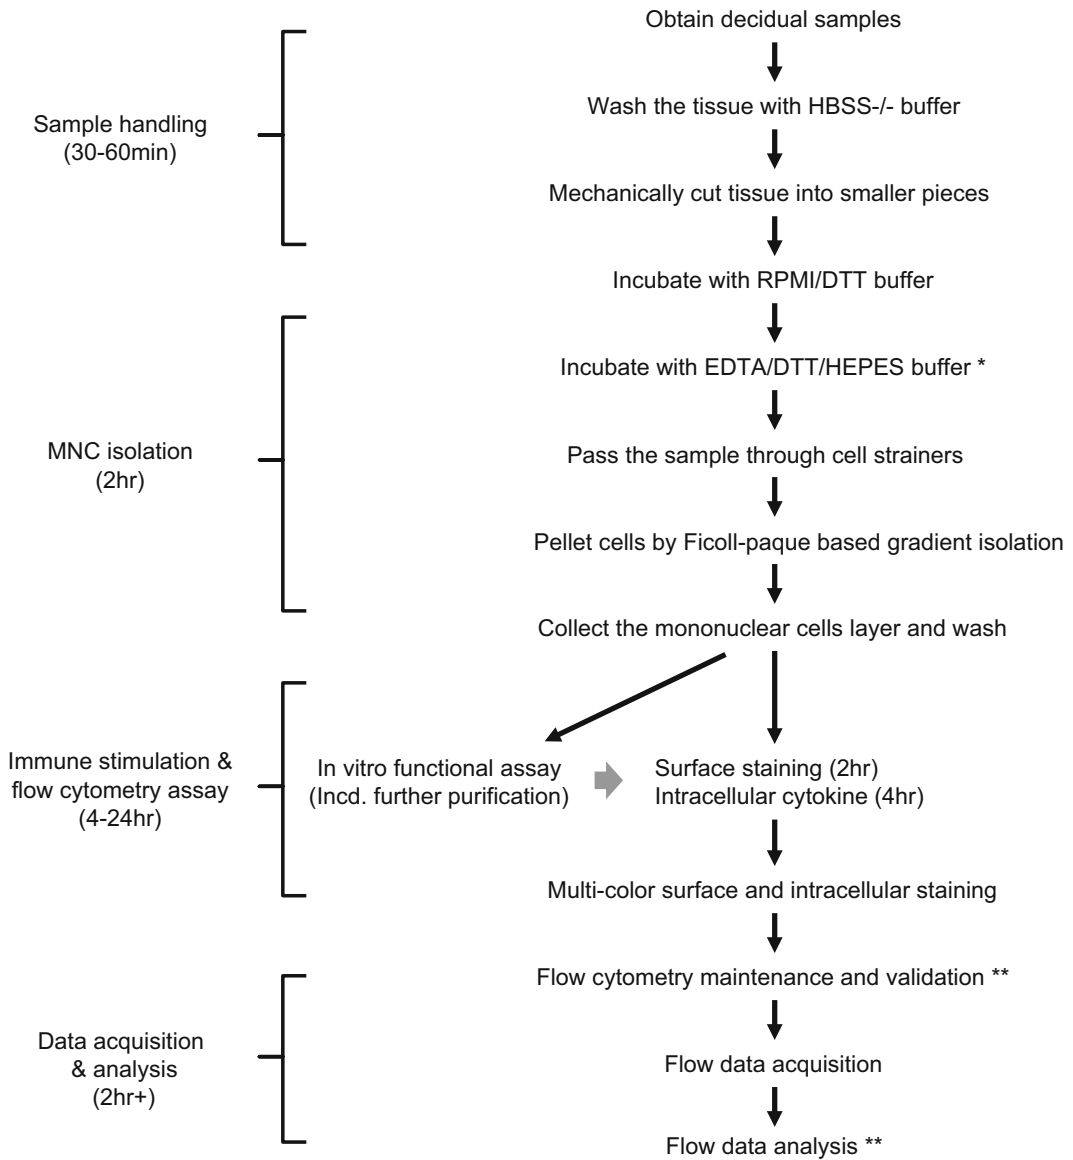 Obtain decidual samples
Wash the tissue with HBSS-/- buffer
Sample handling
(30-60min)
Mechanically cut tissue into smaller pieces
Incubate with RPMI/DTT buffer
Incubate with EDTA/DTT/HEPES buffer *
MNC isolation
(2hr)
Pass the sample through cell strainers
Pellet cells by Ficoll-paque based gradient isolation
Collect the mononuclear cells layer and wash
Immune stimulation &
flow cytometry assay
(4-24hr)
In vitro functional assay
(Incd. further purification)
Surface staining (2hr)
Intracellular cytokine (4hr)
Multi-color surface and intracellular staining
Flow cytometry maintenance and validation **
Data acquisition
& analysis
(2hr+)
Flow data acquisition
Flow data analysis **